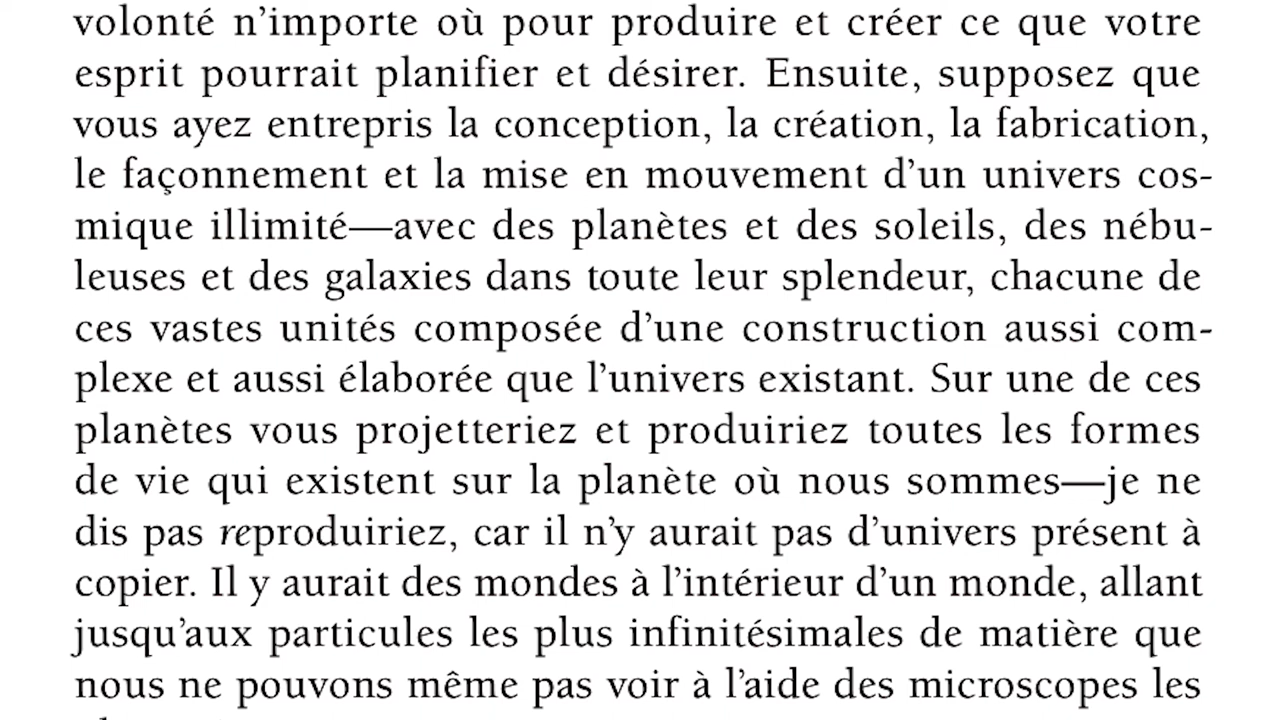 volonté n’importe où pour produire et créer ce que votre
esprit pourrait planifier et désirer. Ensuite, supposez que
vous ayez entrepris la conception, la création, la fabrication,
le façonnement et la mise en mouvement d’un univers cos-
mique illimité—avec des planètes et des soleils, des nébu-
leuses et des galaxies dans toute leur splendeur, chacune de
ces vastes unités composée d’une construction aussi com-
plexe et aussi élaborée que l’univers existant. Sur une de ces
planètes vous projetteriez et produiriez toutes les formes
de vie qui existent sur la planète où nous sommes—je ne
dis pas reproduiriez, car il n’y aurait pas d’univers présent à
copier. Il y aurait des mondes à l’intérieur d’un monde, allant
jusqu’aux particules les plus infinitésimales de matière que
nous ne pouvons même pas voir à l’aide des microscopes les